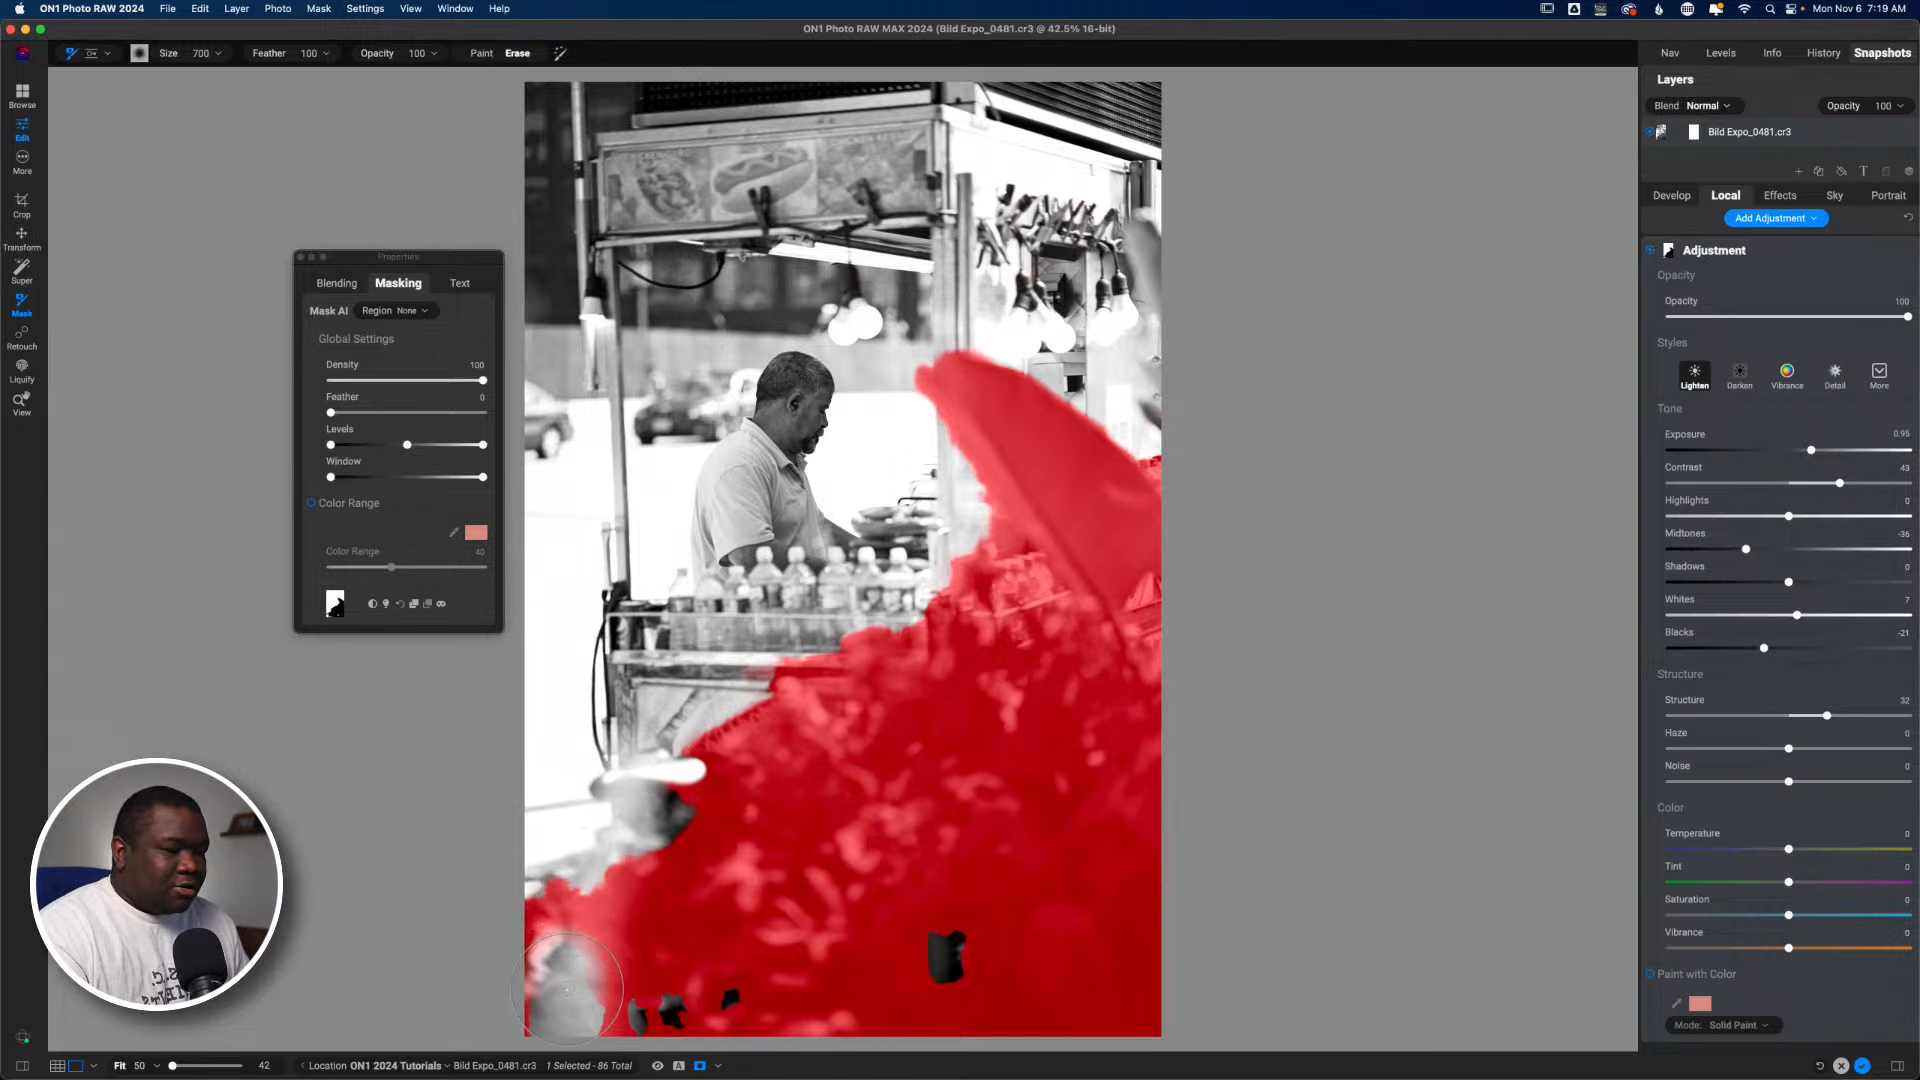 ON1 Photo RAW 2024 File Edit Layer Photo Mask Settings View Window Help Mon Nov 6 7:19 AM
ON1 Photo RAW MAX 2024 (Bild Expo_0481.cr3 @ 42.5% 16-bit)
Size 700 Feather 100 Opacity 100 Paint Erase
Nav Levels Info History Snapshots
Layers
Blend Normal Opacity 100
Bild Expo_0481.cr3
Develop Local Effects Sky Portrait
Add Adjustment
Adjustment
Opacity
Opacity 100
Styles
Lighten Darken Vibrance Detail More
Tone
Exposure 0.95
Contrast 43
Highlights 0
Midtones -36
Shadows 0
Whites 7
Blacks -21
Structure
Structure 32
Haze 0
Noise 0
Color
Temperature 0
Tint 0
Saturation 0
Vibrance 0
Paint with Color
Mode: Solid Paint
Browse
Edit
More
Crop
Transform
Super
Mask
Retouch
Liquify
View
Properties
Blending Masking Text
Mask AI Region None
Global Settings
Density 100
Feather 0
Levels
Window
Color Range
Color Range 40
Fit 50 42 Location ON1 2024 Tutorials Bild Expo_0481.cr3 1 Selected - 86 Total